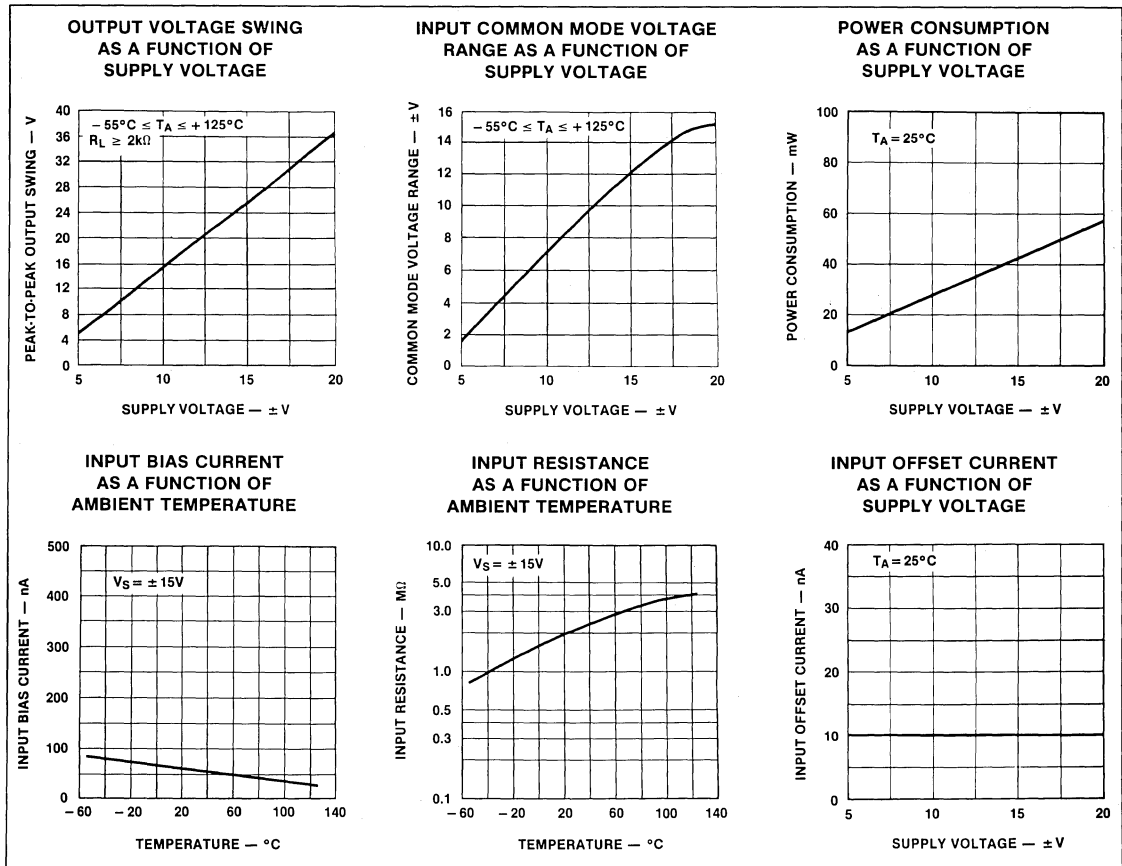 OUTPUT VOLTAGE SWING
AS A FUNCTION OF
SUPPLY VOLTAGE
PEAK-TO-PEAK OUTPUT SWING — V
40
36
32
28
24
20
16
12
8
4
0
−55°C ≤ TA ≤ +125°C
RL ≥ 2kΩ
5
10
15
20
SUPPLY VOLTAGE — ±V
INPUT COMMON MODE VOLTAGE
RANGE AS A FUNCTION OF
SUPPLY VOLTAGE
COMMON MODE VOLTAGE RANGE — ±V
16
14
12
10
8
6
4
2
0
−55°C ≤ TA ≤ +125°C
5
10
15
20
SUPPLY VOLTAGE — ±V
POWER CONSUMPTION
AS A FUNCTION OF
SUPPLY VOLTAGE
POWER CONSUMPTION — mW
100
80
60
40
20
0
TA = 25°C
5
10
15
20
SUPPLY VOLTAGE — ±V
INPUT BIAS CURRENT
AS A FUNCTION OF
AMBIENT TEMPERATURE
INPUT BIAS CURRENT — nA
500
400
300
200
100
0
VS = ±15V
−60
−20
20
60
100
140
TEMPERATURE — °C
INPUT RESISTANCE
AS A FUNCTION OF
AMBIENT TEMPERATURE
INPUT RESISTANCE — MΩ
10.0
5.0
3.0
1.0
0.5
0.3
0.1
VS = ±15V
−60
−20
20
60
100
140
TEMPERATURE — °C
INPUT OFFSET CURRENT
AS A FUNCTION OF
SUPPLY VOLTAGE
INPUT OFFSET CURRENT — nA
40
30
20
10
0
TA = 25°C
5
10
15
20
SUPPLY VOLTAGE — ±V